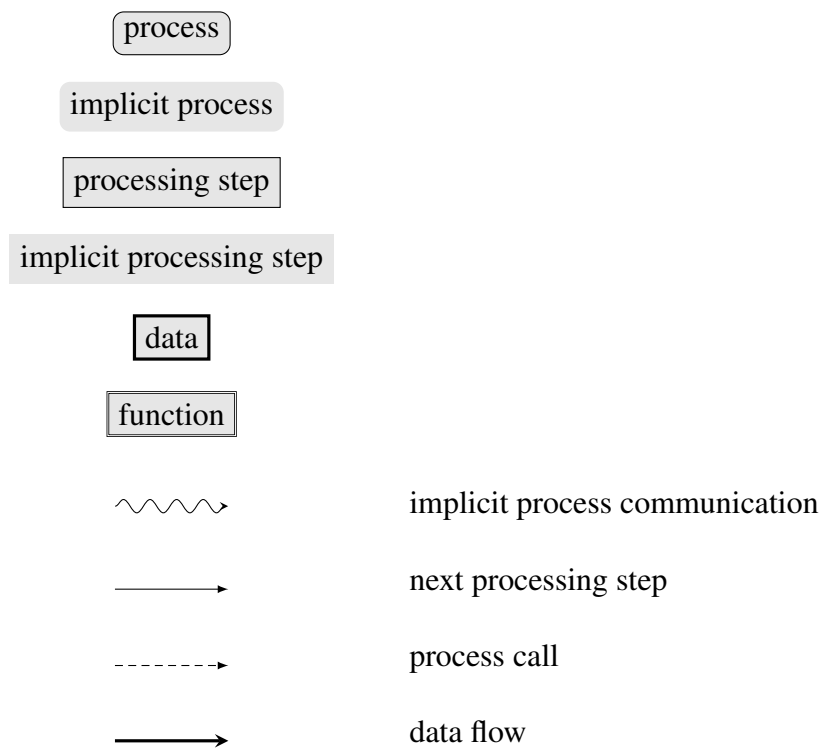 process
implicit process
processing step
implicit processing step
data
function
implicit process communication
next processing step
process call
data flow